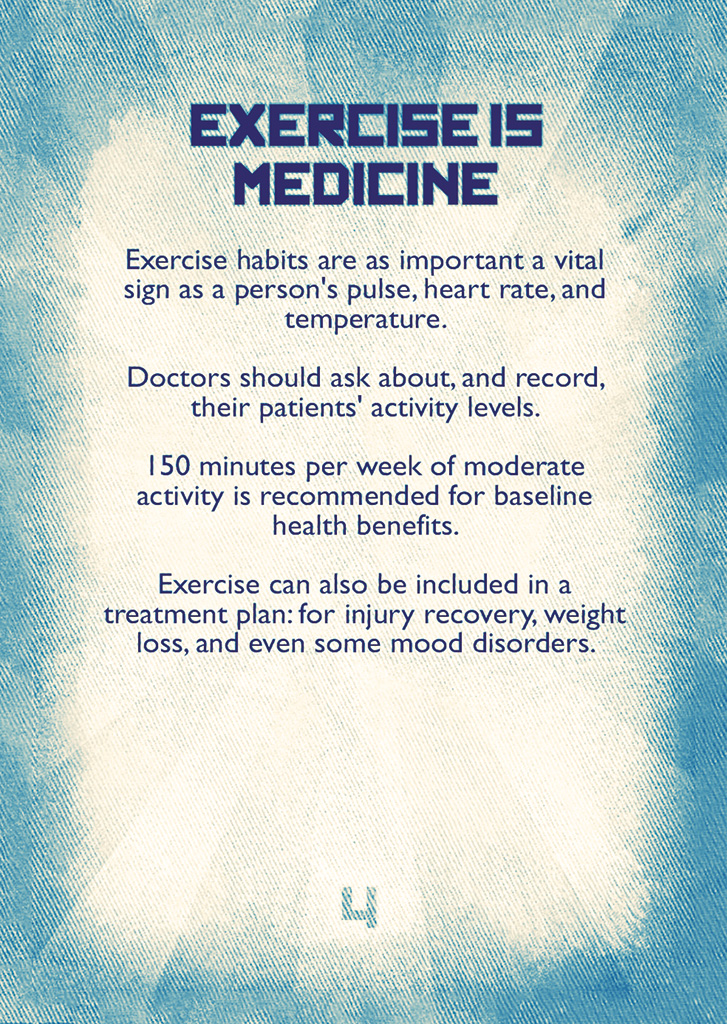 EXERCISE IS
MEDICINE
Exercise habits are as important a vital
sign as a person's pulse, heart rate, and
temperature.
Doctors should ask about, and record,
their patients' activity levels.
150 minutes per week of moderate
activity is recommended for baseline
health benefits.
Exercise can also be included in a
treatment plan: for injury recovery, weight
loss, and even some mood disorders.
4